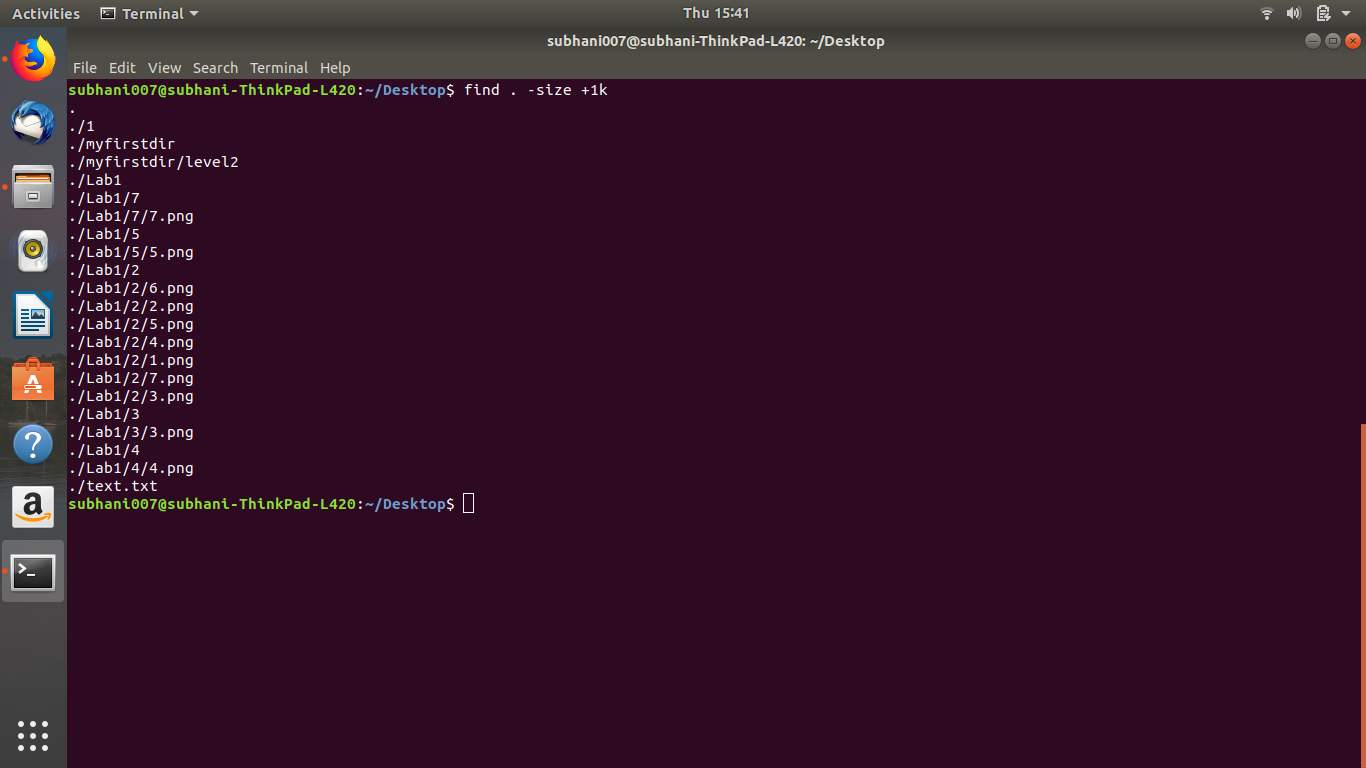 Activities Terminal Thu 15:41
subhani007@subhani-ThinkPad-L420: ~/Desktop
File Edit View Search Terminal Help
subhani007@subhani-ThinkPad-L420:~/Desktop$ find . -size +1k
.
./1
./myfirstdir
./myfirstdir/level2
./Lab1
./Lab1/7
./Lab1/7/7.png
./Lab1/5
./Lab1/5/5.png
./Lab1/2
./Lab1/2/6.png
./Lab1/2/2.png
./Lab1/2/5.png
./Lab1/2/4.png
./Lab1/2/1.png
./Lab1/2/7.png
./Lab1/2/3.png
./Lab1/3
./Lab1/3/3.png
./Lab1/4
./Lab1/4/4.png
./text.txt
subhani007@subhani-ThinkPad-L420:~/Desktop$